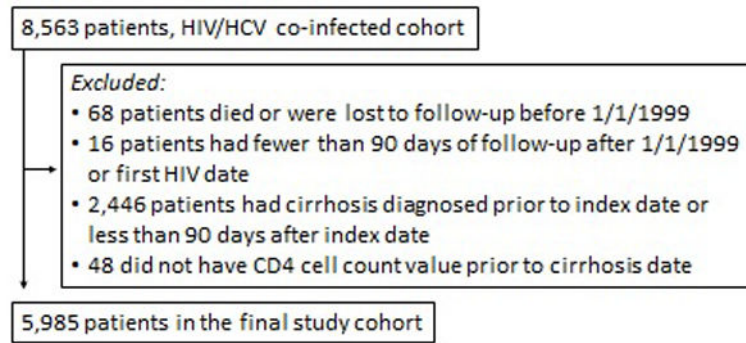 8,563 patients, HIV/HCV co-infected cohort
Excluded:
• 68 patients died or were lost to follow-up before 1/1/1999
• 16 patients had fewer than 90 days of follow-up after 1/1/1999
or first HIV date
• 2,446 patients had cirrhosis diagnosed prior to index date or
less than 90 days after index date
• 48 did not have CD4 cell count value prior to cirrhosis date
5,985 patients in the final study cohort